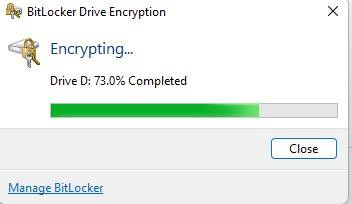 BitLocker Drive Encryption
Encrypting...
Drive D: 73.0% Completed
Close
Manage BitLocker